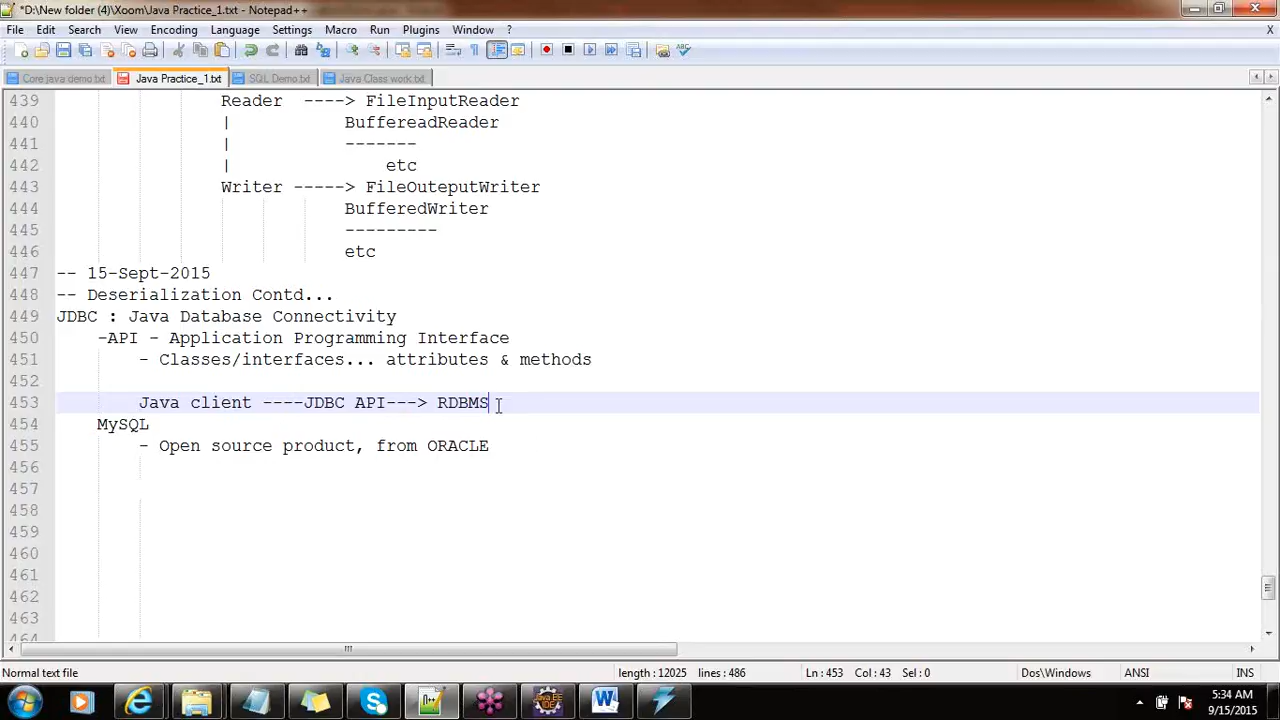 *D:\New folder (4)\Xoom\Java Practice_1.txt - Notepad++
File Edit Search View Encoding Language Settings Macro Run Plugins Window ? X
Core java demo.txt Java Practice_1.txt SQL Demo.txt Java Class work.txt
439 Reader ----> FileInputReader
440 | BuffereadReader
441 | -------
442 | etc
443 Writer -----> FileOuteputWriter
444 BufferedWriter
445 ---------
446 etc
447 -- 15-Sept-2015
448 -- Deserialization Contd...
449 JDBC : Java Database Connectivity
450 -API - Application Programming Interface
451 - Classes/interfaces... attributes & methods
452
453 Java client ----JDBC API---> RDBMS
454 MySQL
455 - Open source product, from ORACLE
456
457
458
459
460
461
462
463
464
Normal text file length : 12025 lines : 486 Ln : 453 Col : 43 Sel : 0 Dos\Windows ANSI INS
5:34 AM
9/15/2015